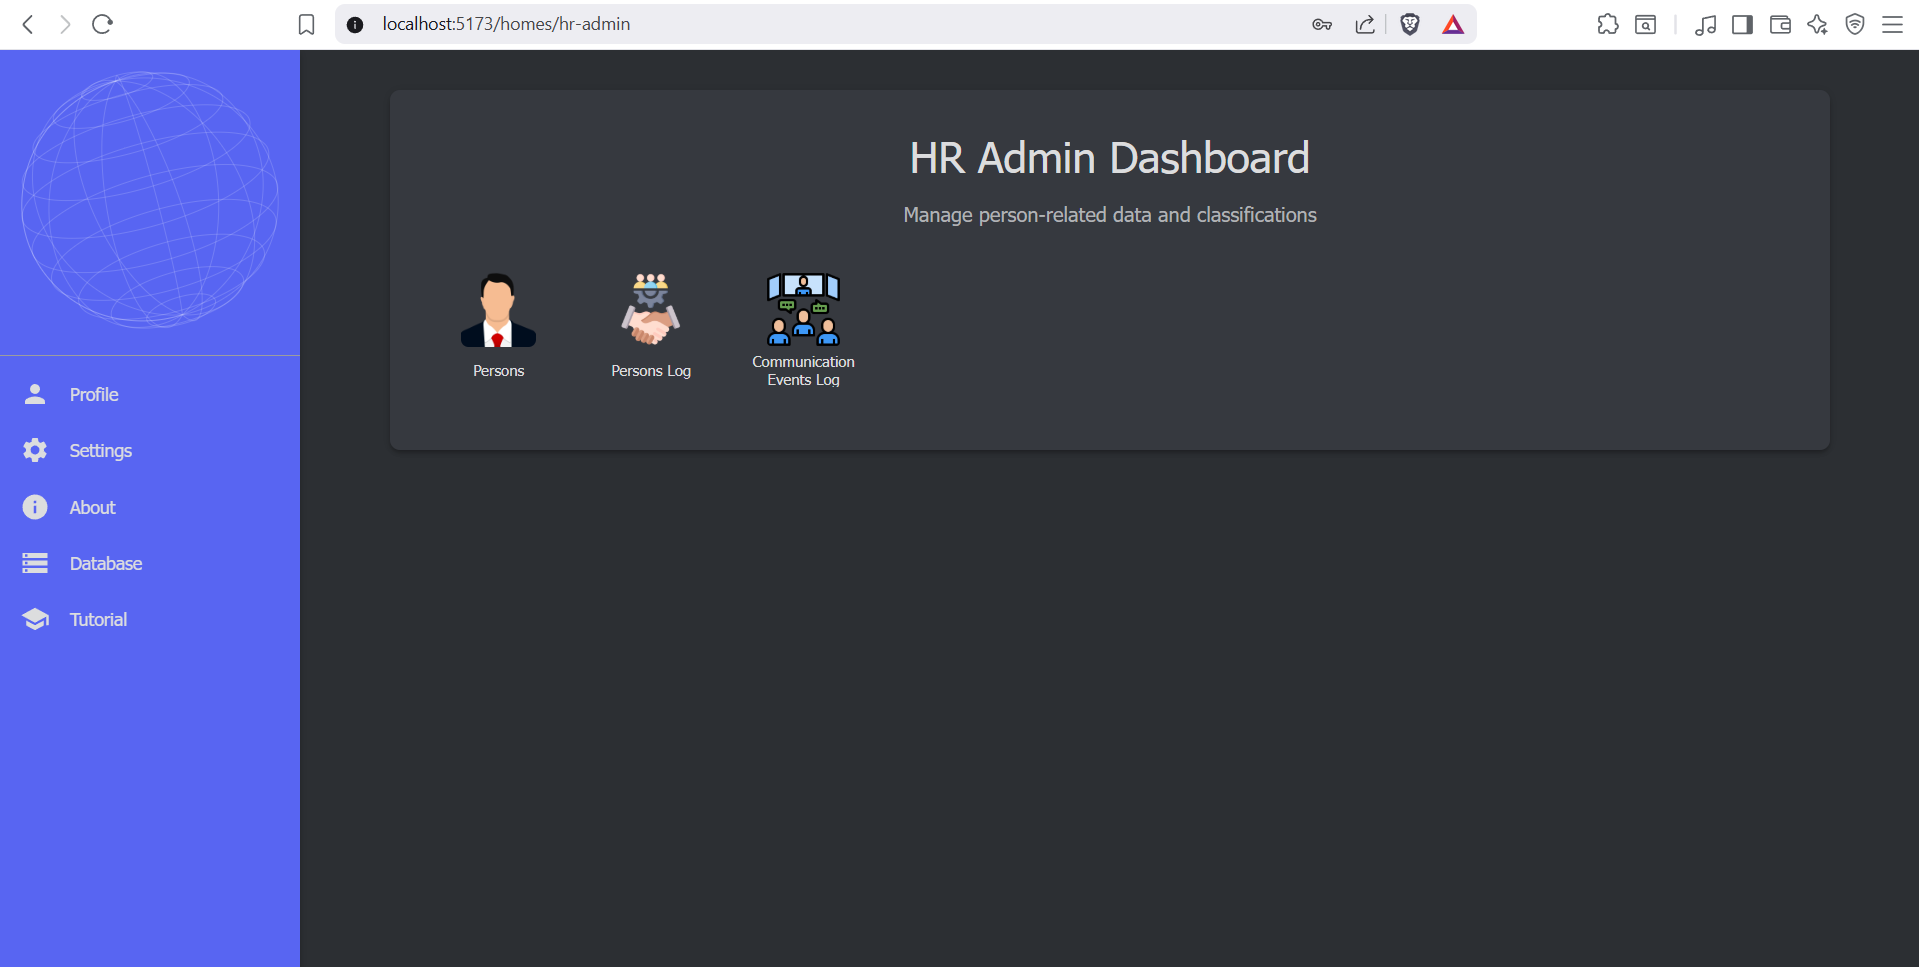 localhost:5173/homes/hr-admin
HR Admin Dashboard
Manage person-related data and classifications
Persons
Persons Log
Communication
Events Log
Profile
Settings
About
Database
Tutorial